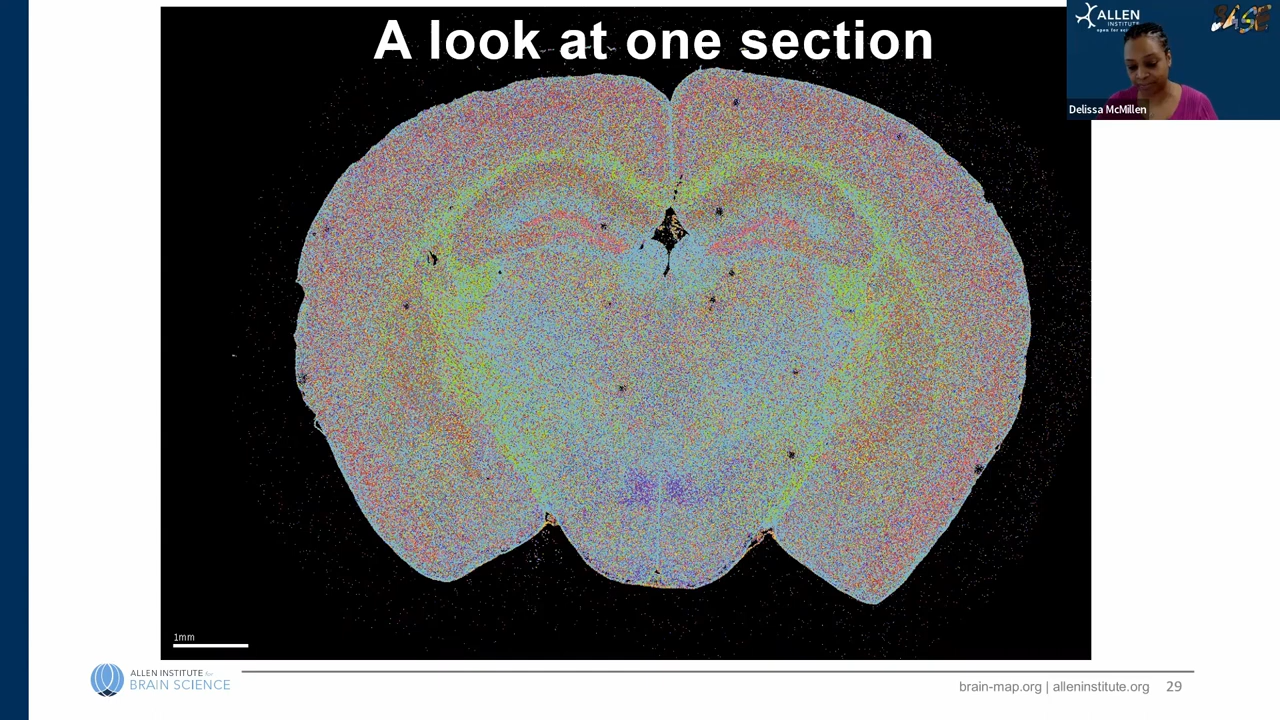 A look at one section
ALLEN
INSTITUTE
Delissa McMillen
1mm
ALLEN INSTITUTE for
BRAIN SCIENCE
brain-map.org | alleninstitute.org 29